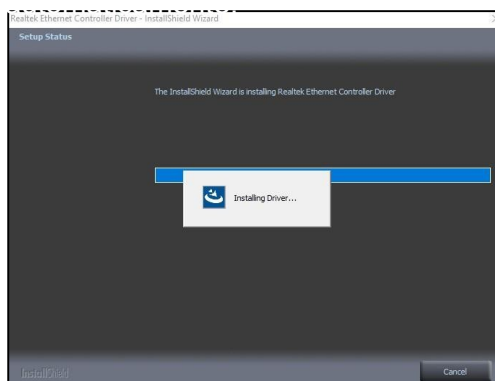 automaticamente.
Realtek Ethernet Controller Driver - InstallShield Wizard
Setup Status
The InstallShield Wizard is installing Realtek Ethernet Controller Driver
Installing Driver...
InstallShield
Cancel